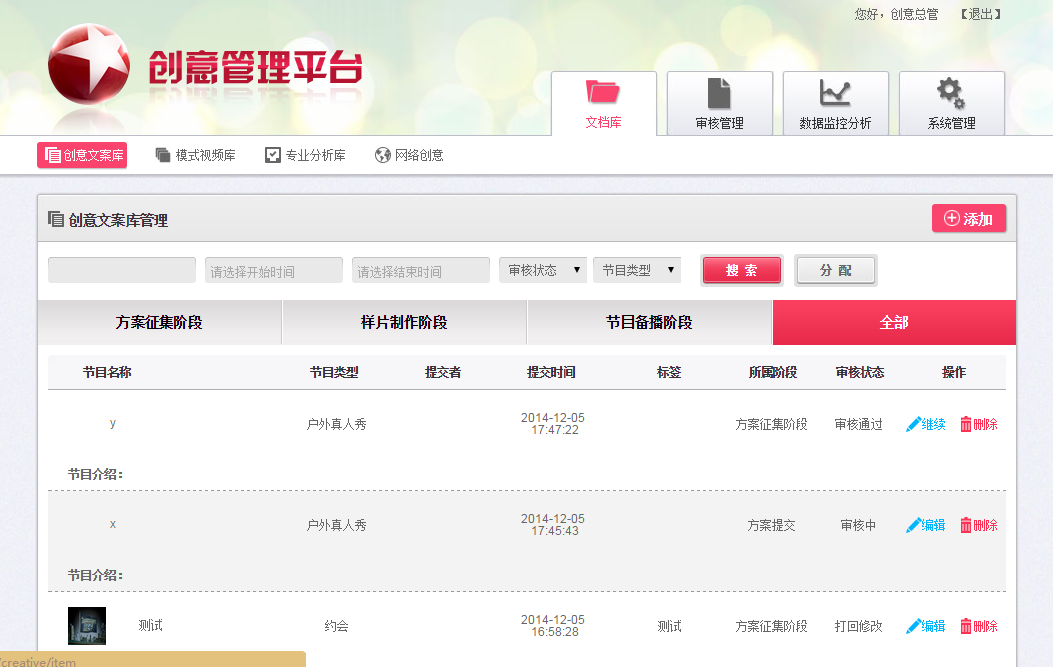 您好，创意总管 【退出】
创意管理平台
文档库 审核管理 数据监控分析 系统管理
创意文案库 模式视频库 专业分析库 网络创意
创意文案库管理 添加
请选择开始时间 请选择结束时间 审核状态 ▼ 节目类型 ▼ 搜 索 分 配
方案征集阶段 样片制作阶段 节目备播阶段 全部
节目名称 节目类型 提交者 提交时间 标签 所属阶段 审核状态 操作
y 户外真人秀 2014-12-05 17:47:22 方案征集阶段 审核通过 继续 删除
节目介绍：
x 户外真人秀 2014-12-05 17:45:43 方案提交 审核中 编辑 删除
节目介绍：
测试 约会 2014-12-05 16:58:28 测试 方案征集阶段 打回修改 编辑 删除
/creative/item